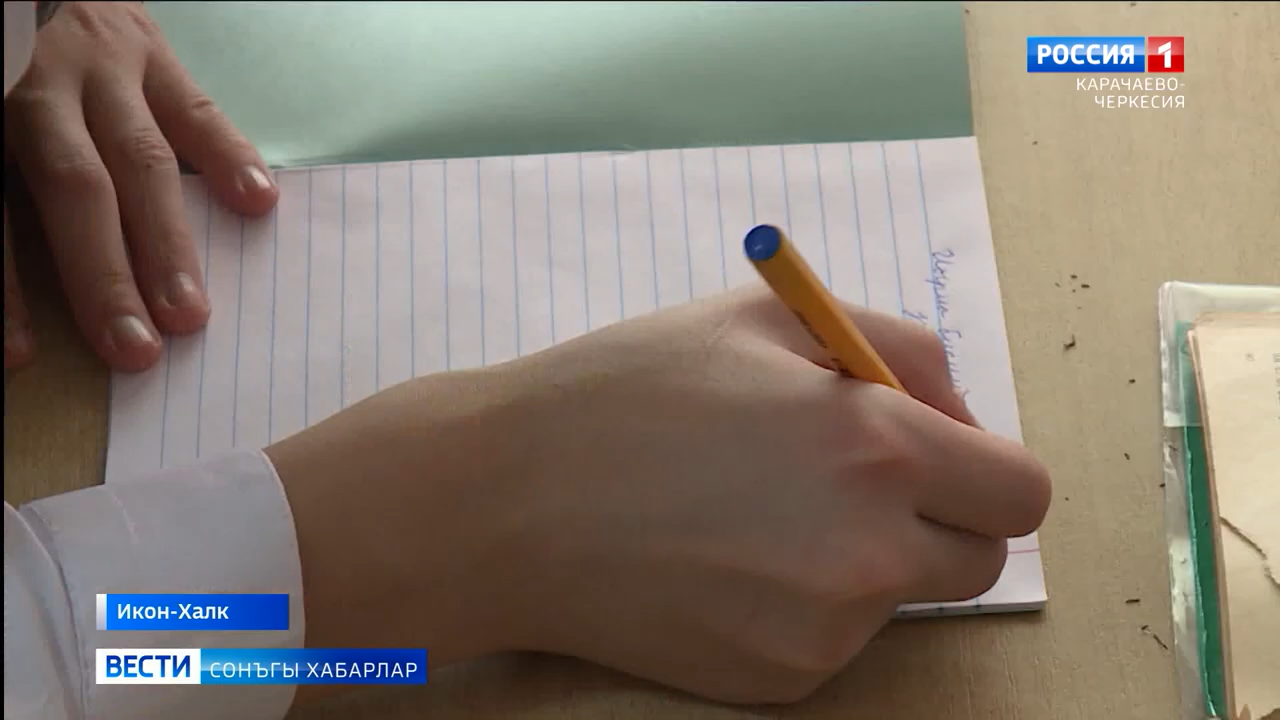 РОССИЯ 1
КАРАЧАЕВО-
ЧЕРКЕСИЯ
Икон-Халк
ВЕСТИ СОНЪГЫ ХАБАРЛАР